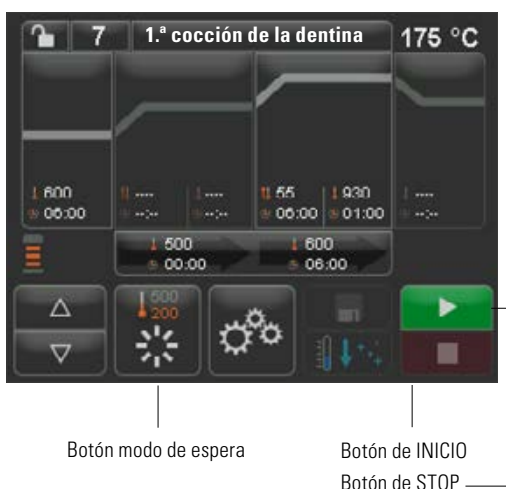 7 1.ª cocción de la dentina 175 °C
600 ---- ---- 55 930 ----
06:00 --:-- --:-- 06:00 01:00 --:--
500 600
00:00 06:00
600
200
Botón modo de espera
Botón de INICIO
Botón de STOP